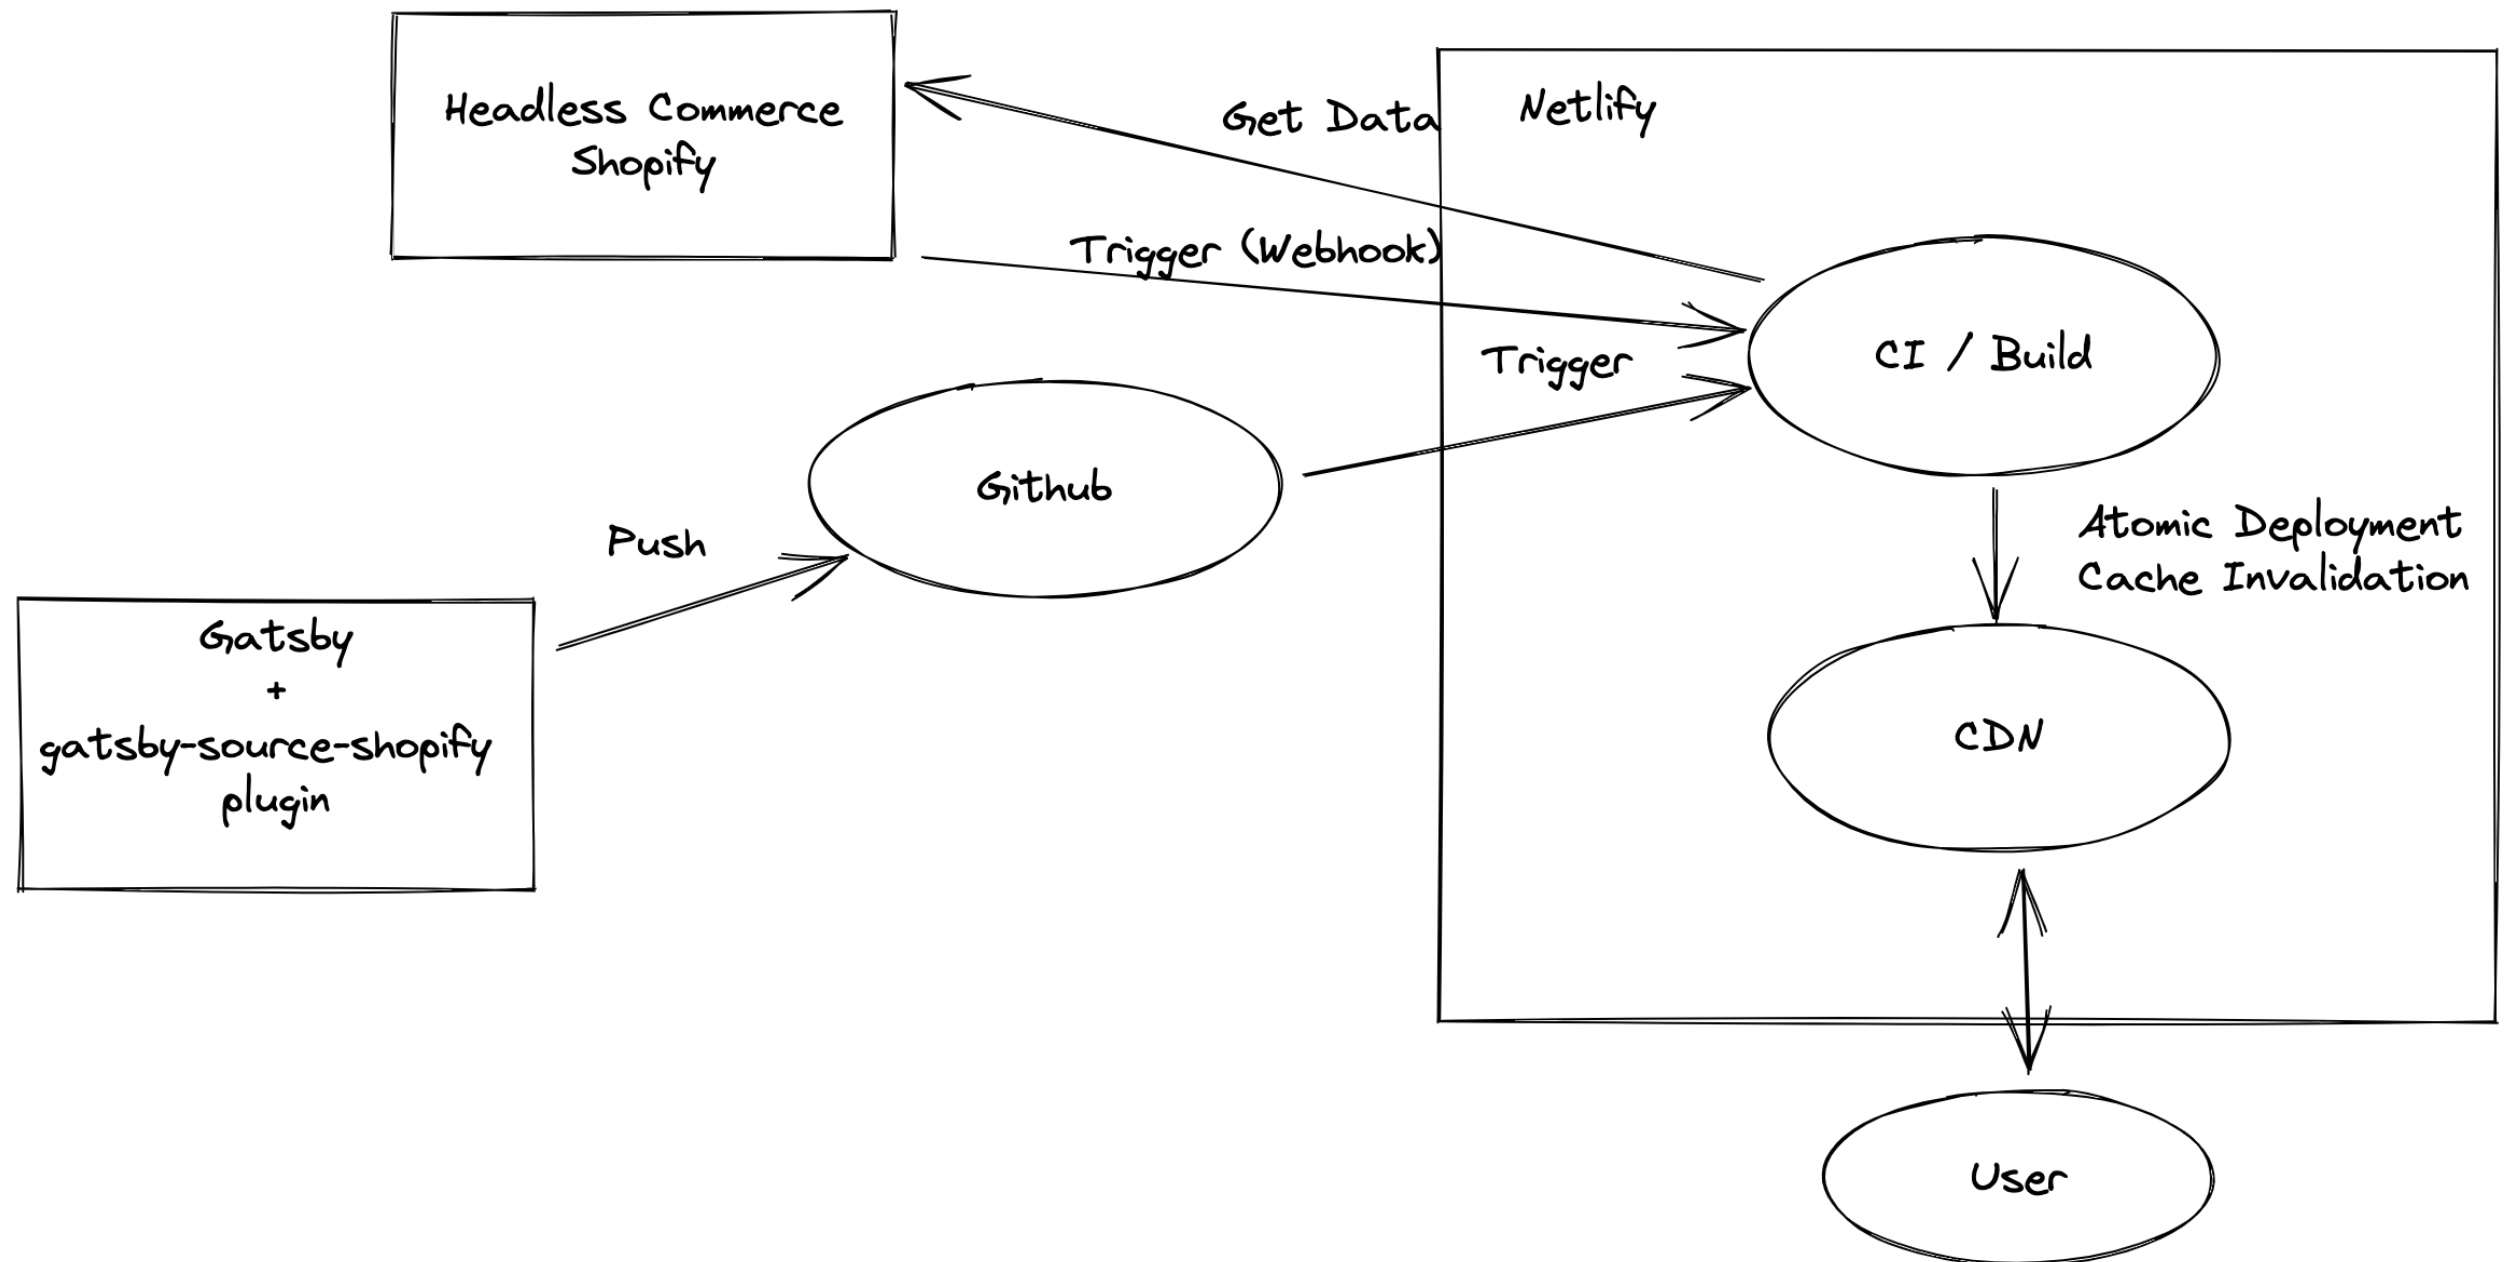 Headless Commerce
Shopify
Get Data
Netlify
Trigger (Webhook)
CI / Build
Trigger
Github
Push
Atomic Deployment
Cache Invalidation
Gatsby
+
gatsby-source-shopify
plugin
CDN
User